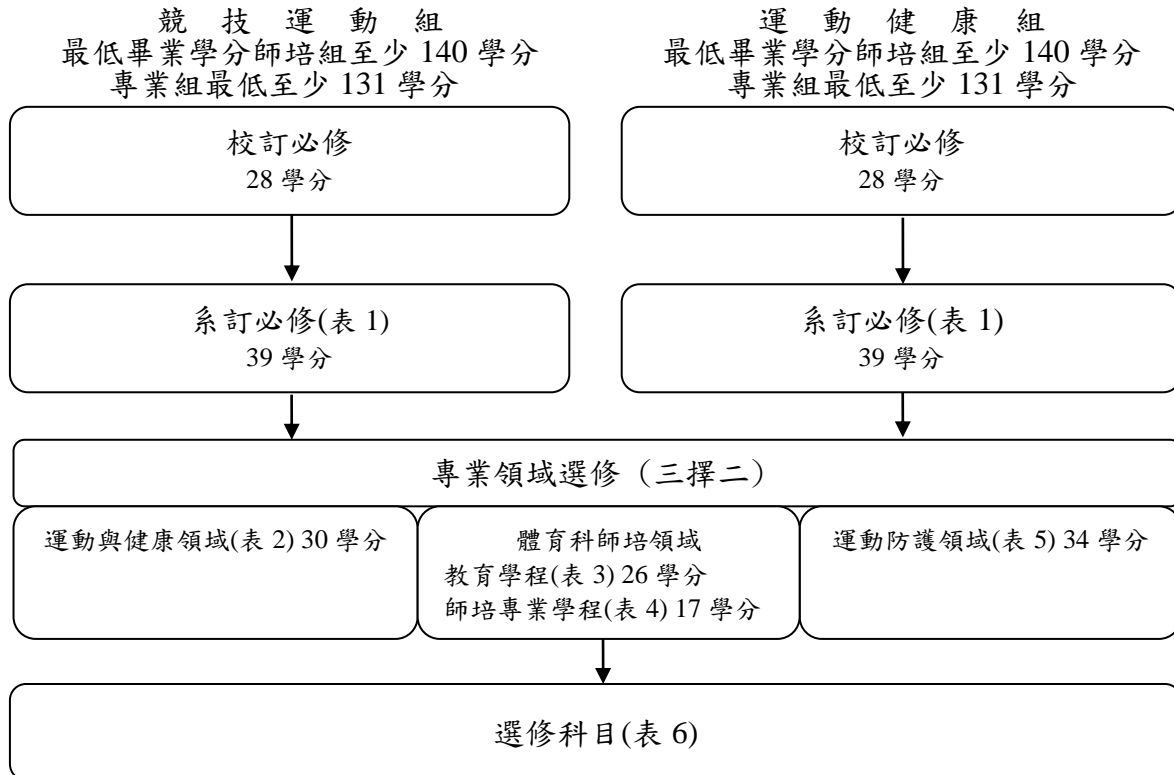 競技運動組
最低畢業學分師培組至少 140 學分
專業組最低至少 131 學分
運動健康組
最低畢業學分師培組至少 140 學分
專業組最低至少 131 學分
校訂必修
28 學分
校訂必修
28 學分
系訂必修(表 1)
39 學分
系訂必修(表 1)
39 學分
專業領域選修（三擇二）
運動與健康領域(表 2) 30 學分
體育科師培領域
教育學程(表 3) 26 學分
師培專業學程(表 4) 17 學分
運動防護領域(表 5) 34 學分
選修科目(表 6)